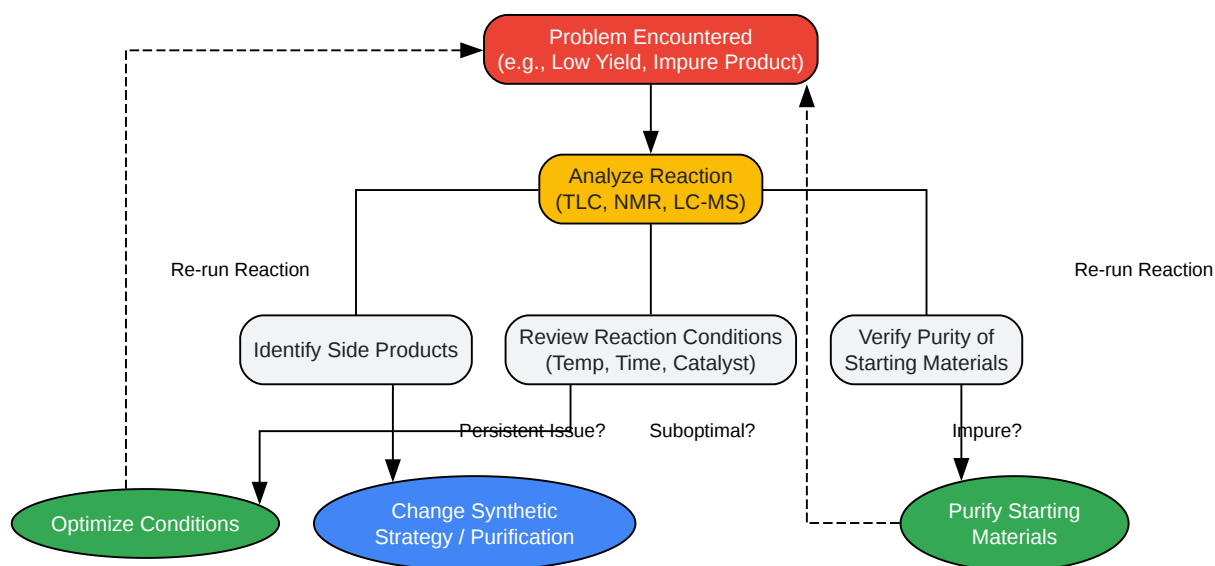 Problem Encountered
(e.g., Low Yield, Impure Product)
Analyze Reaction
(TLC, NMR, LC-MS)
Re-run Reaction
Re-run Reaction
Identify Side Products
Review Reaction Conditions
(Temp, Time, Catalyst)
Verify Purity of
Starting Materials
Persistent Issue?
Suboptimal?
Impure?
Optimize Conditions
Change Synthetic
Strategy / Purification
Purify Starting
Materials